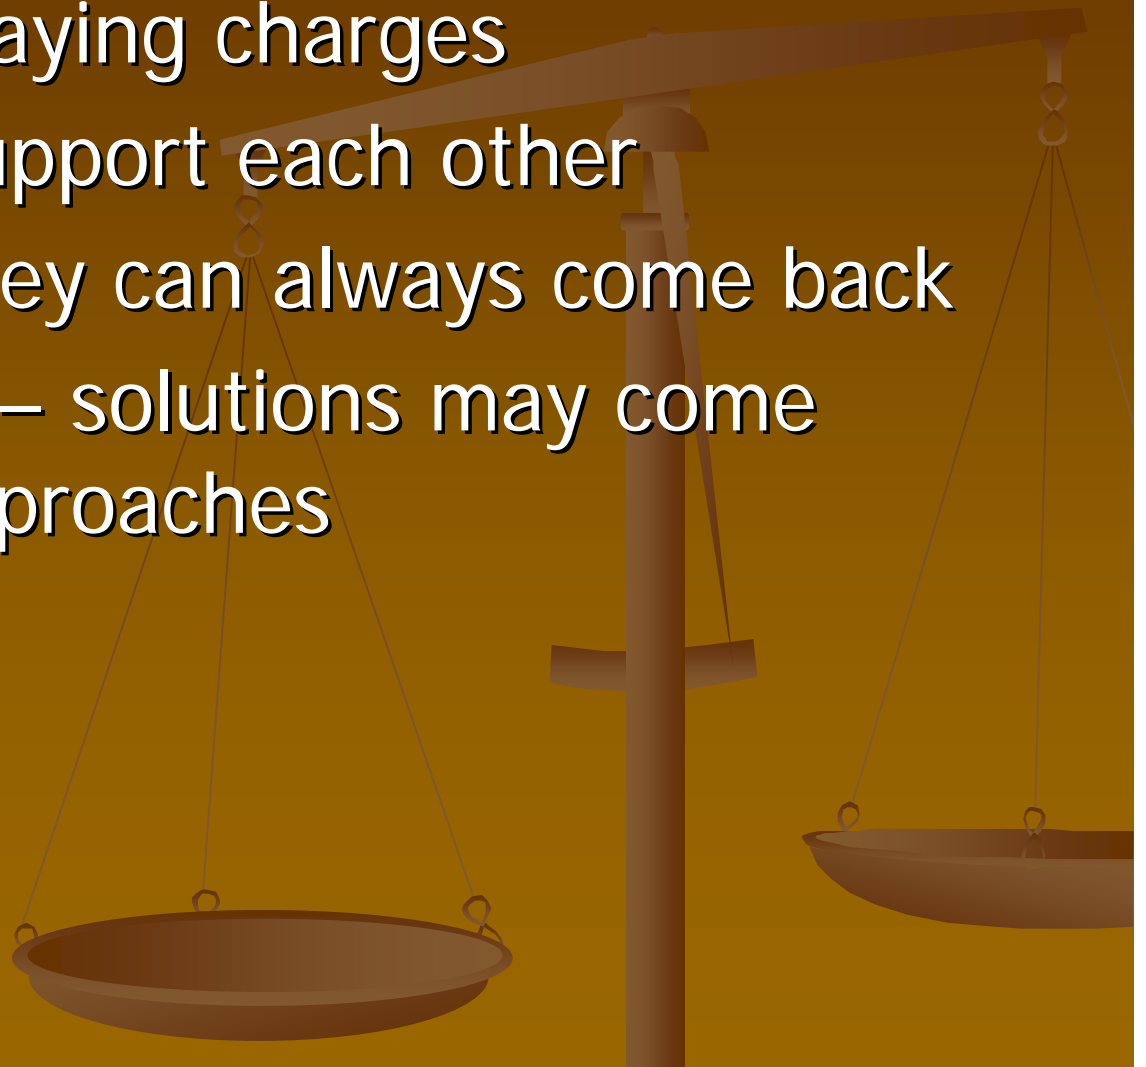 aying charges
upport each other
ey can always come back
– solutions may come
proaches